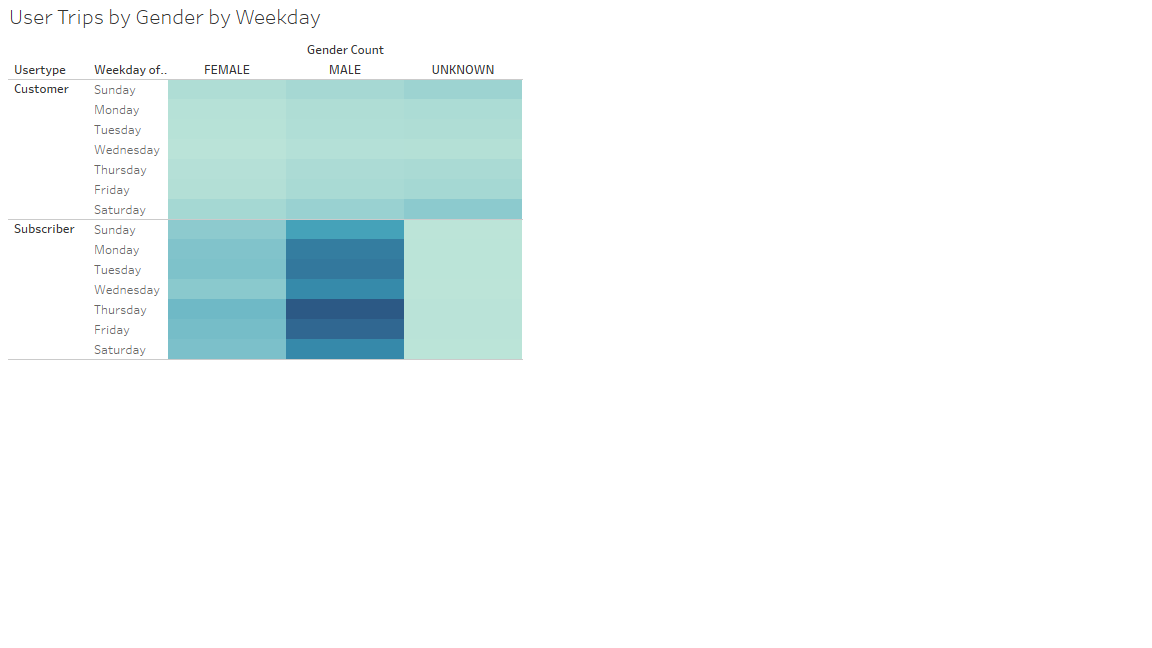 User Trips by Gender by Weekday
Gender Count
Usertype Weekday of.. FEMALE MALE UNKNOWN
Customer Sunday
Monday
Tuesday
Wednesday
Thursday
Friday
Saturday
Subscriber Sunday
Monday
Tuesday
Wednesday
Thursday
Friday
Saturday